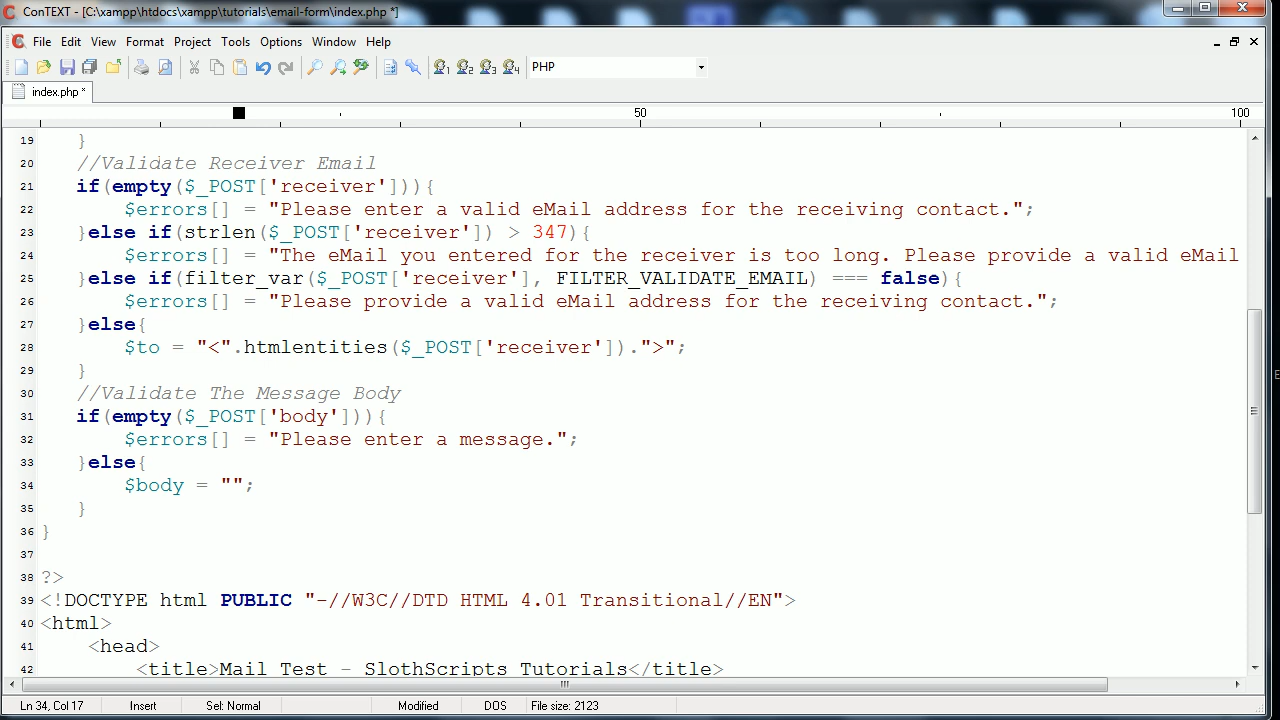 ConTEXT - [C:\xampp\htdocs\xampp\tutorials\email-form\index.php *]
File Edit View Format Project Tools Options Window Help
PHP
index.php *
50 100
19 }
20 //Validate Receiver Email
21 if(empty($_POST['receiver'])){
22 $errors[] = "Please enter a valid eMail address for the receiving contact.";
23 }else if(strlen($_POST['receiver']) > 347){
24 $errors[] = "The eMail you entered for the receiver is too long. Please provide a valid eMail
25 }else if(filter_var($_POST['receiver'], FILTER_VALIDATE_EMAIL) === false){
26 $errors[] = "Please provide a valid eMail address for the receiving contact.";
27 }else{
28 $to = "<".htmlentities($_POST['receiver']).">";
29 }
30 //Validate The Message Body
31 if(empty($_POST['body'])){
32 $errors[] = "Please enter a message.";
33 }else{
34 $body = "";
35 }
36 }
37
38 ?>
39 <!DOCTYPE html PUBLIC "-//W3C//DTD HTML 4.01 Transitional//EN">
40 <html>
41 <head>
42 <title>Mail Test - SlothScripts Tutorials</title>
Ln 34, Col 17 Insert Sel: Normal Modified DOS File size: 2123